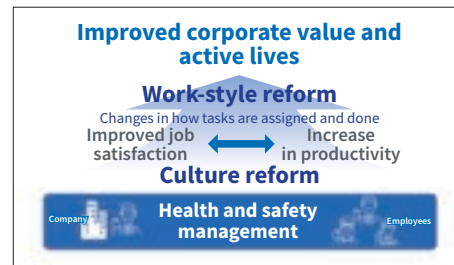 Improved corporate value and
active lives
Work-style reform
Changes in how tasks are assigned and done
Improved job
satisfaction
Increase
in productivity
Culture reform
Company
Health and safety
management
Employees